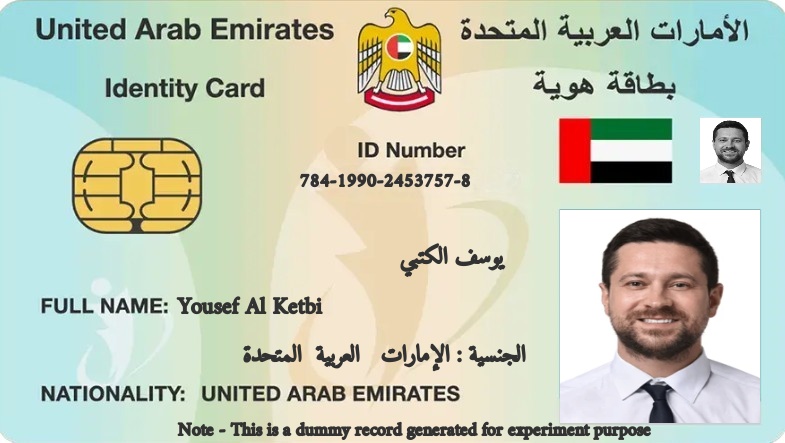 United Arab Emirates الأمارات العربية المتحدة
Identity Card بطاقة هوية
ID Number
784-1990-2453757-8
يوسف الكتبي
FULL NAME: Yousef Al Ketbi
الجنسية : الإمارات العربية المتحدة
NATIONALITY: UNITED ARAB EMIRATES
Note - This is a dummy record generated for experiment purpose